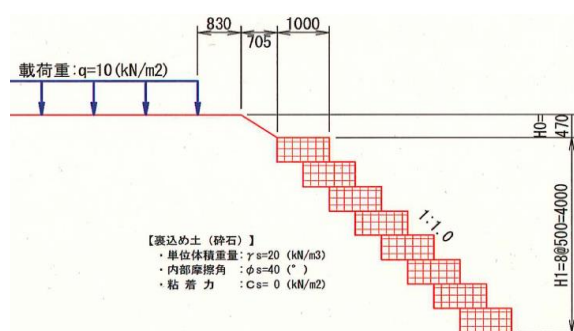 830
705
1000
載荷重:q=10(kN/m2)
H0=
470
1:1.0
H1=8@500=4000
【裏込め土(砕石)】
・単位体積重量:γs=20 (kN/m3)
・内部摩擦角 :φs=40 (°)
・粘 着 力 :Cs= 0 (kN/m2)